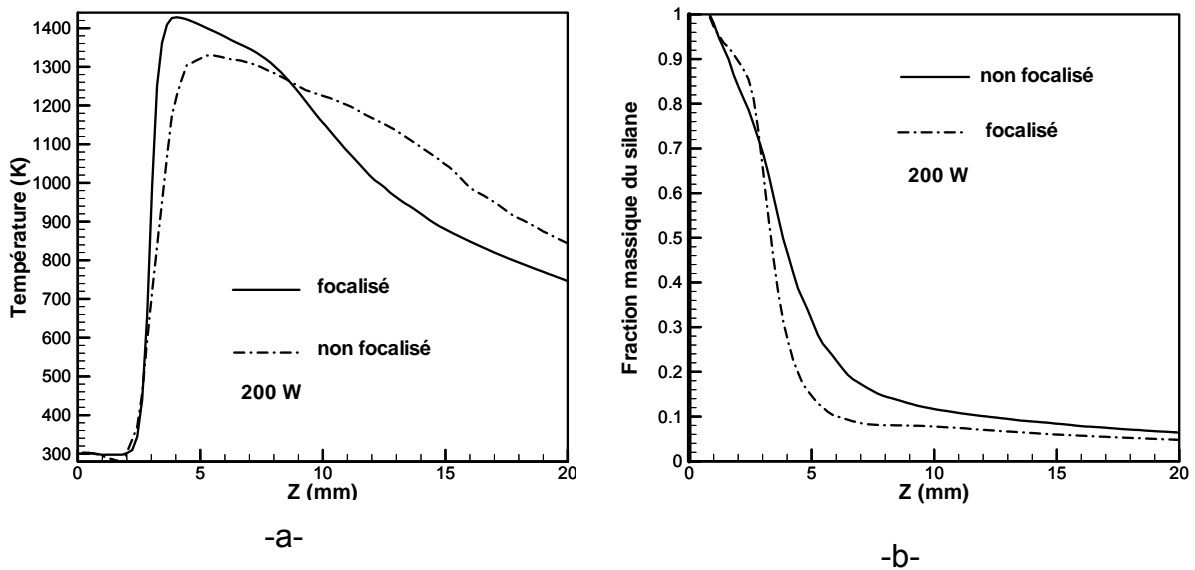 1400
1300
1200
1100
1000
900
800
700
600
500
400
300
0
5
10
15
20
Température (K)
Z (mm)
focalisé
non focalisé
200 W
-a-
1
0.9
0.8
0.7
0.6
0.5
0.4
0.3
0.2
0.1
0
0
5
10
15
20
Fraction massique du silane
Z (mm)
non focalisé
focalisé
200 W
-b-